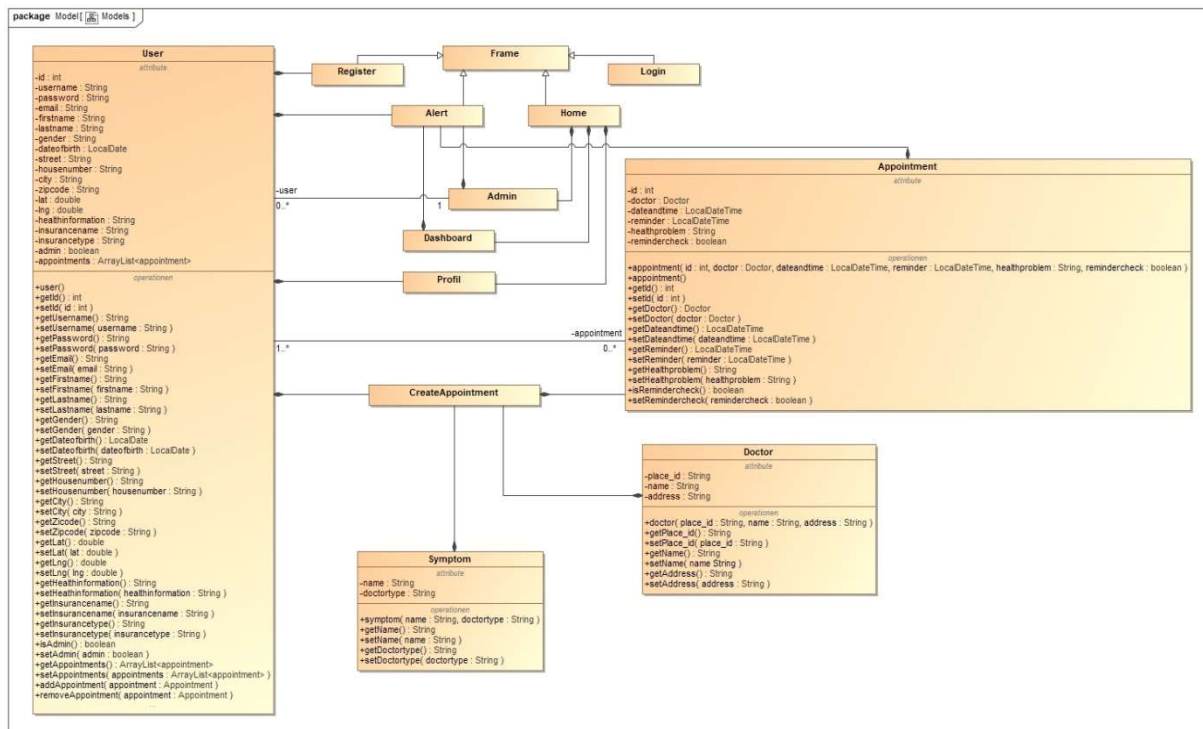 package Model[ Models ]
User
attribute
-id : int
-username : String
-password : String
-email : String
-firstname : String
-lastname : String
-gender : String
-dateofbirth : LocalDate
-street : String
-housenumber : String
-city : String
-zipcode : String
-lat : double
-lng : double
-healthinformation : String
-insurancename : String
-insurancetype : String
-admin : boolean
-appointments : ArrayList<appointment>
operationen
+user()
+getId() : int
+setId( id : int )
+getUsername() : String
+setUsername( username : String )
+getPassword() : String
+setPassword( password : String )
+getEmail() : String
+setEmail( email : String )
+getFirstname() : String
+setFirstname( firstname : String )
+getLastname() : String
+setLastname( lastname : String )
+getGender() : String
+setGender( gender : String )
+getDateofbirth() : LocalDate
+setDateofbirth( dateofbirth : LocalDate )
+getStreet() : String
+setStreet( street : String )
+getHousenumber() : String
+setHousenumber( housenumber : String )
+getCity() : String
+setCity( city : String )
+getZicode() : String
+setZipcode( zipcode : String )
+getLat() : double
+setLat( lat : double )
+getLng() : double
+setLng( lng : double )
+getHealthinformation() : String
+setHeathinformation( healthinformation : String )
+getInsurancename() : String
+setInsurancename( insurancename : String )
+getInsurancetype() : String
+setInsurancetype( insurancetype : String )
+isAdmin() : boolean
+setAdmin( admin : boolean )
+getAppointments() : ArrayList<appointment>
+setAppointments( appointments : ArrayList<appointment> )
+addAppointment( appointment : Appointment )
+removeAppointment( appointment : Appointment )
...
Frame
Register
Login
Alert
Home
-user
0..*
1
Admin
Dashboard
Profil
-appointment
1..*
0..*
CreateAppointment
Appointment
attribute
-id : int
-doctor : Doctor
-dateandtime : LocalDateTime
-reminder : LocalDateTime
-healthproblem : String
-remindercheck : boolean
operationen
+appointment( id : int, doctor : Doctor, dateandtime : LocalDateTime, reminder : LocalDateTime, healthproblem : String, remindercheck : boolean )
+appointment()
+getId() : int
+setId( id : int )
+getDoctor() : Doctor
+setDoctor( doctor : Doctor )
+getDateandtime() : LocalDateTime
+setDateandtime( dateandtime : LocalDateTime )
+getReminder() : LocalDateTime
+setReminder( reminder : LocalDateTime )
+getHealthproblem() : String
+setHealthproblem( healthproblem : String )
+isRemindercheck() : boolean
+setRemindercheck( remindercheck : boolean )
Doctor
attribute
-place_id : String
-name : String
-address : String
operationen
+doctor( place_id : String, name : String, address : String )
+getPlace_id() : String
+setPlace_id( place_id : String )
+getName() : String
+setName( name String )
+getAddress() : String
+setAddress( address : String )
Symptom
attribute
-name : String
-doctortype : String
operationen
+symptom( name : String, doctortype : String )
+getName() : String
+setName( name : String )
+getDoctortype() : String
+setDoctortype( doctortype : String )